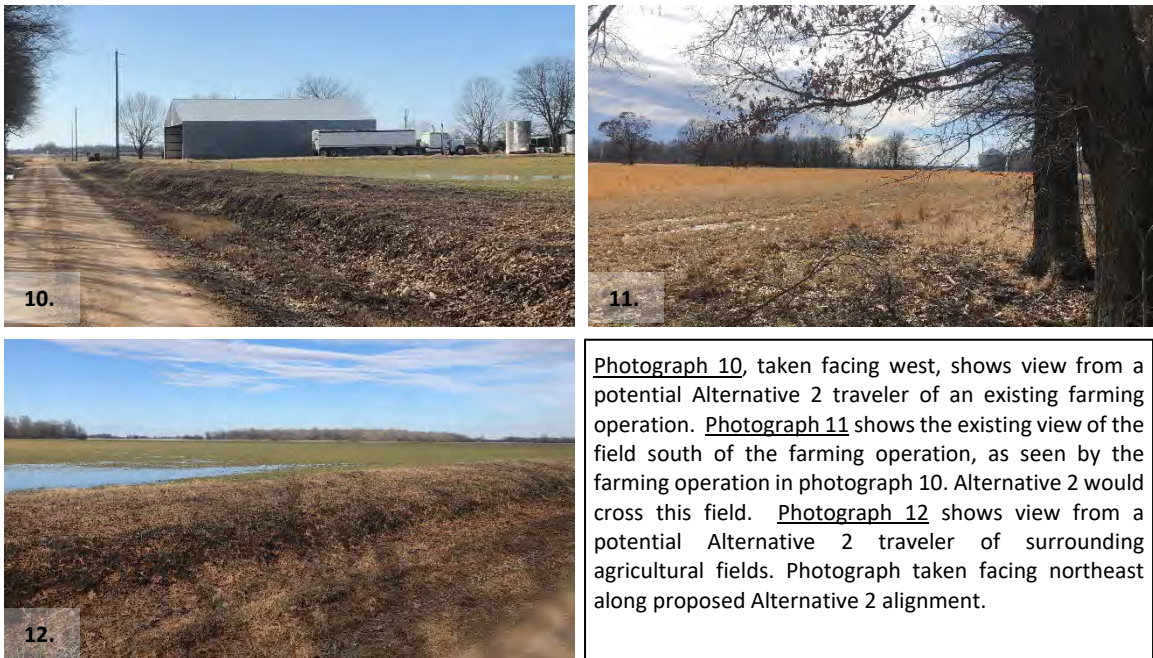 10.
11.
12.
Photograph 10, taken facing west, shows view from a
potential Alternative 2 traveler of an existing farming
operation. Photograph 11 shows the existing view of the
field south of the farming operation, as seen by the
farming operation in photograph 10. Alternative 2 would
cross this field. Photograph 12 shows view from a
potential Alternative 2 traveler of surrounding
agricultural fields. Photograph taken facing northeast
along proposed Alternative 2 alignment.